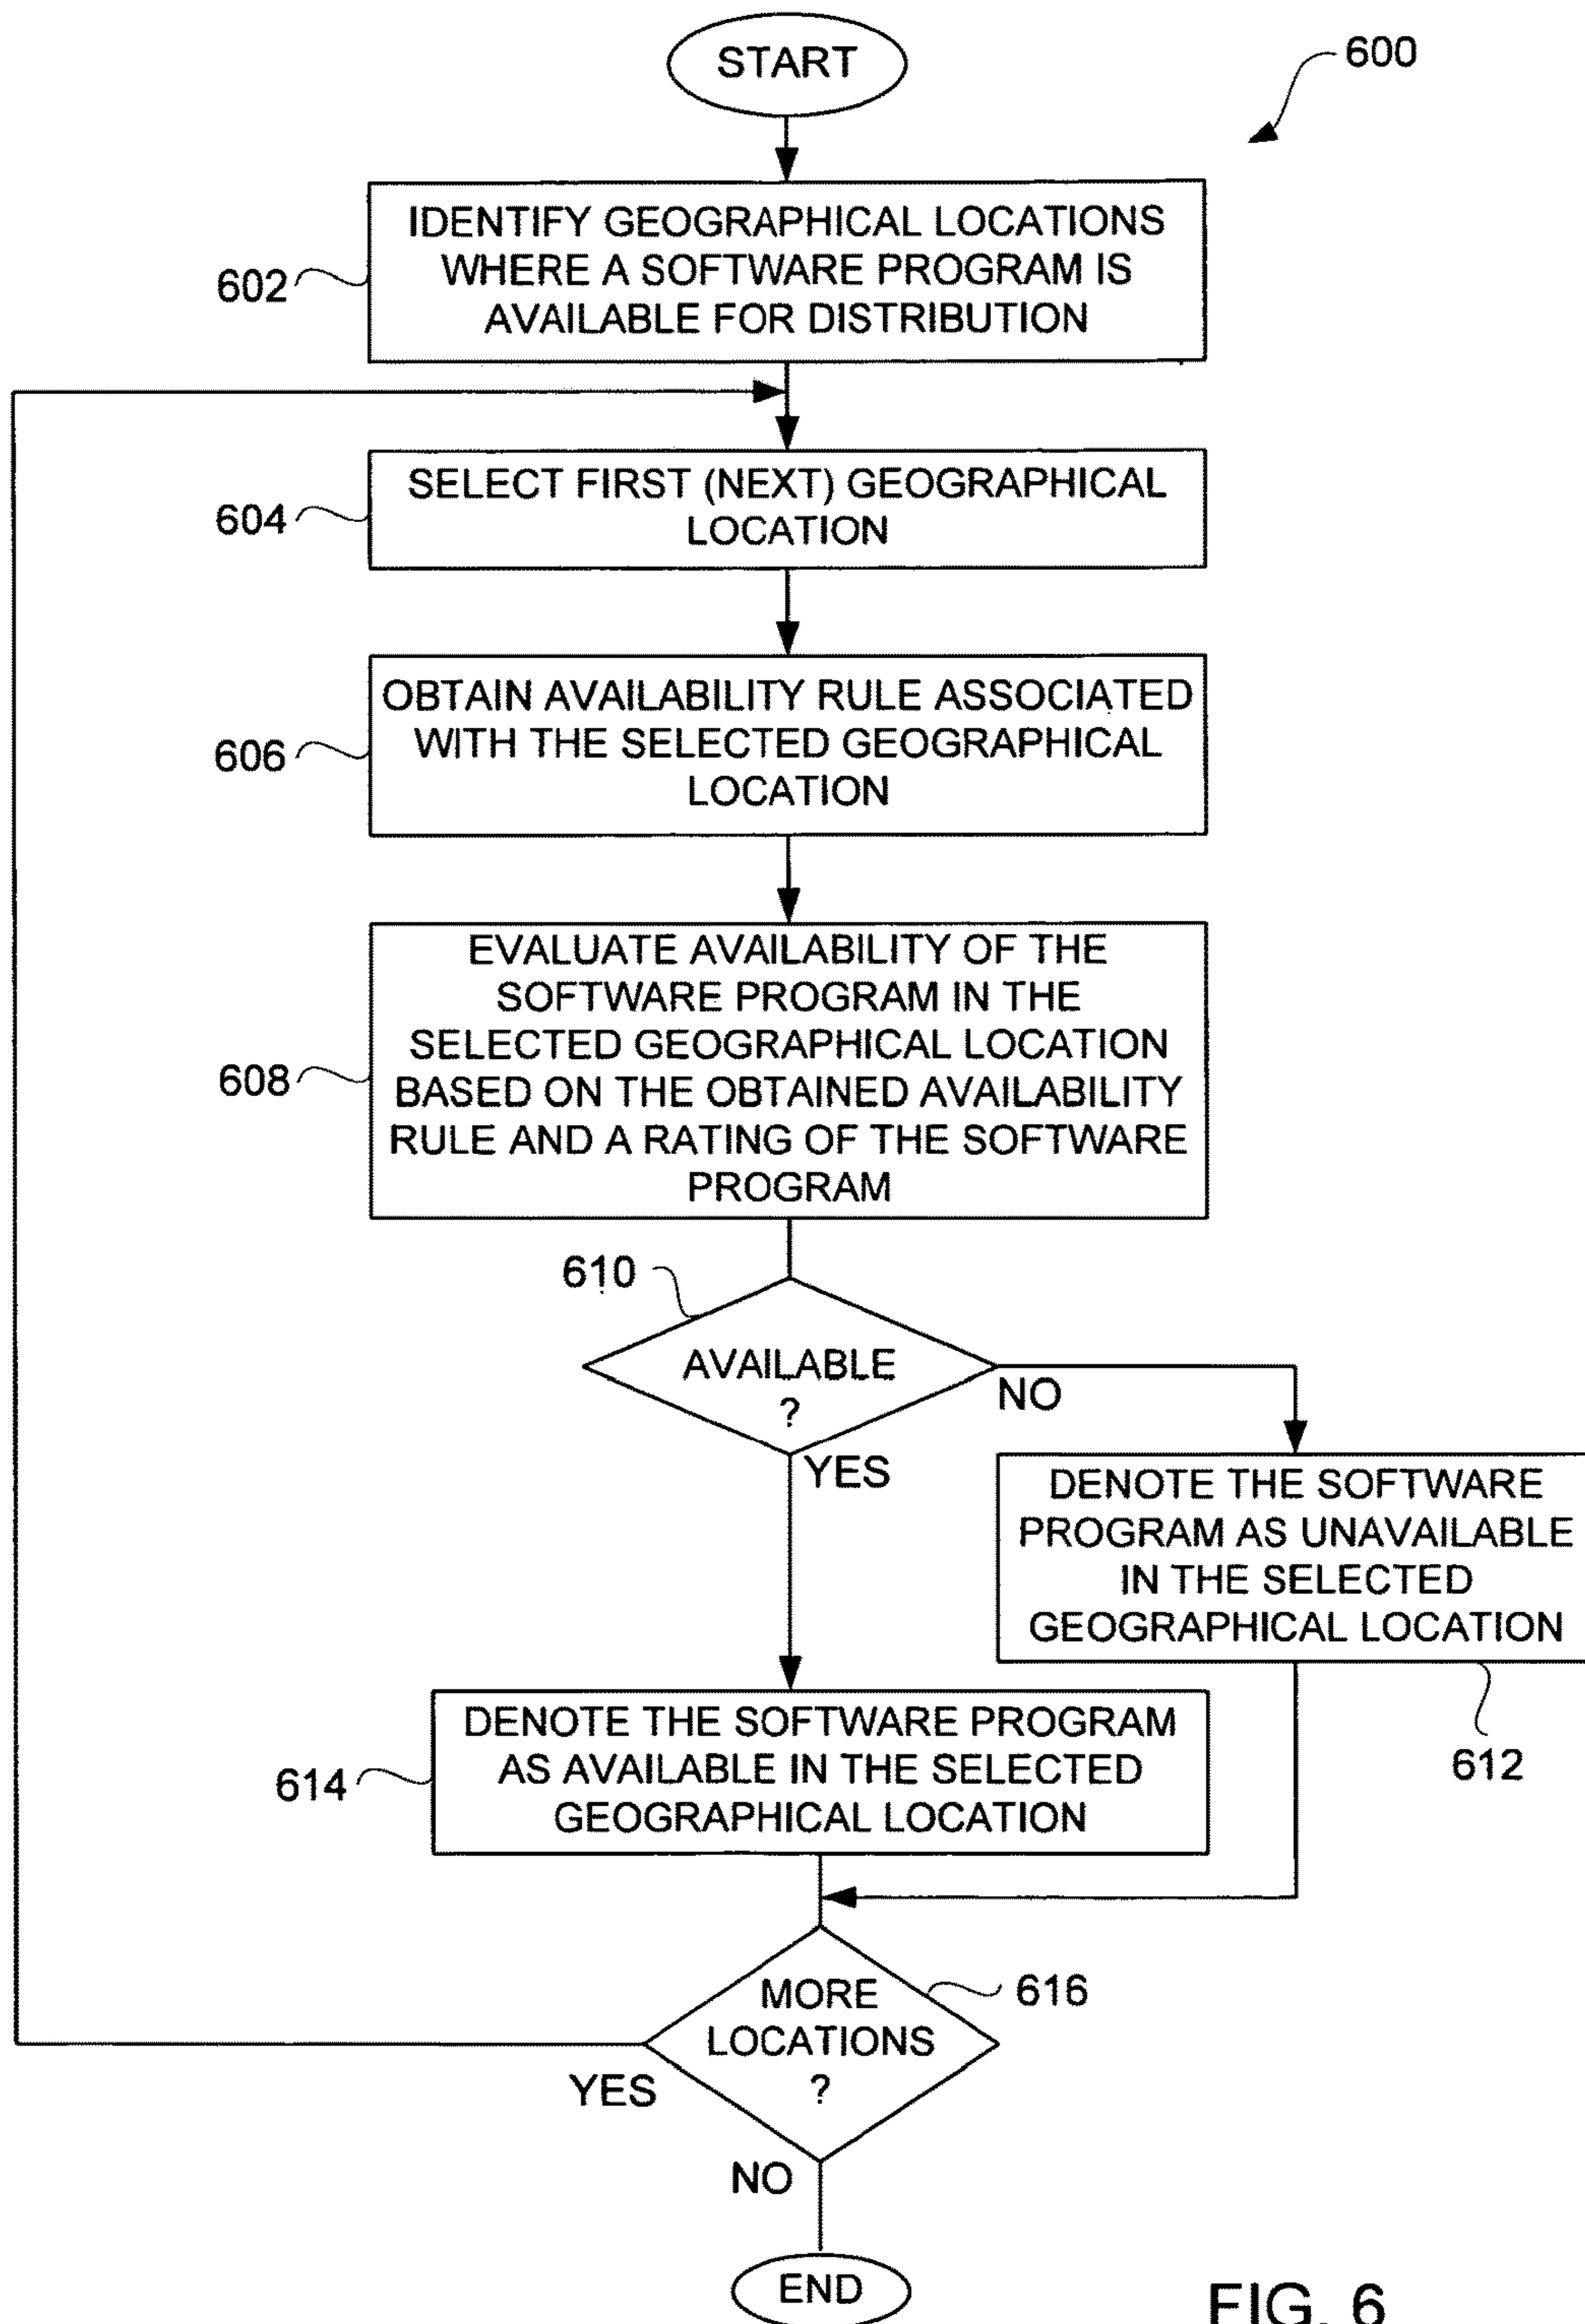 START
600
IDENTIFY GEOGRAPHICAL LOCATIONS
WHERE A SOFTWARE PROGRAM IS
AVAILABLE FOR DISTRIBUTION
602
SELECT FIRST (NEXT) GEOGRAPHICAL
LOCATION
604
OBTAIN AVAILABILITY RULE ASSOCIATED
WITH THE SELECTED GEOGRAPHICAL
LOCATION
606
EVALUATE AVAILABILITY OF THE
SOFTWARE PROGRAM IN THE
SELECTED GEOGRAPHICAL LOCATION
BASED ON THE OBTAINED AVAILABILITY
RULE AND A RATING OF THE SOFTWARE
PROGRAM
608
610
AVAILABLE
?
NO
YES
DENOTE THE SOFTWARE
PROGRAM AS UNAVAILABLE
IN THE SELECTED
GEOGRAPHICAL LOCATION
612
DENOTE THE SOFTWARE PROGRAM
AS AVAILABLE IN THE SELECTED
GEOGRAPHICAL LOCATION
614
MORE
LOCATIONS
?
616
YES
NO
END
FIG. 6